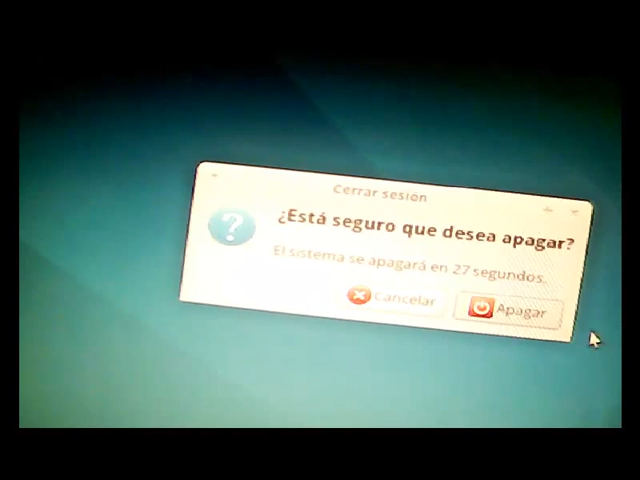 Cerrar sesión
¿Está seguro que desea apagar?
El sistema se apagará en 27 segundos.
Cancelar
Apagar